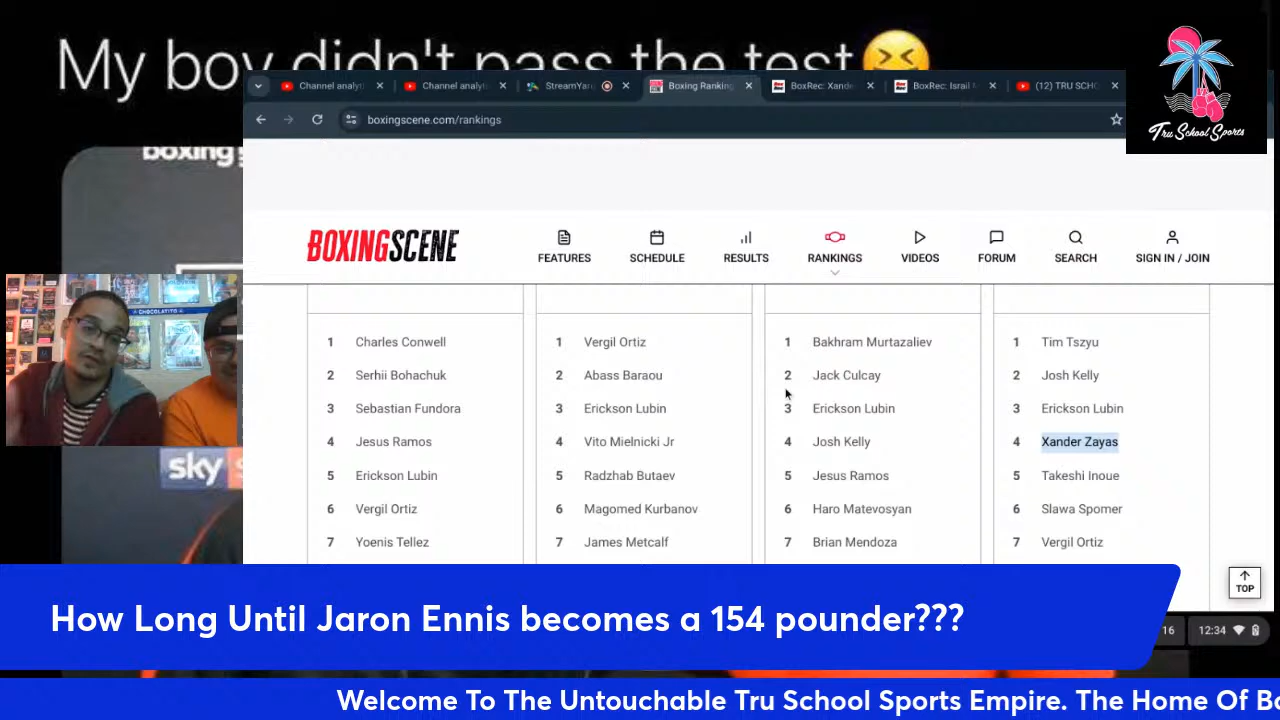 My boy didn't pass the test😆
Channel analyt
Channel analyt
StreamYar
Boxing Ranking
BoxRec: Xande
BoxRec: Israil
(12) TRU SCHO
boxingscene.com/rankings
Tru School Sports
boxing
BOXINGSCENE
FEATURES
SCHEDULE
RESULTS
RANKINGS
VIDEOS
FORUM
SEARCH
SIGN IN / JOIN
CHOCOLATITO
1 Charles Conwell
2 Serhii Bohachuk
3 Sebastian Fundora
4 Jesus Ramos
5 Erickson Lubin
6 Vergil Ortiz
7 Yoenis Tellez
1 Vergil Ortiz
2 Abass Baraou
3 Erickson Lubin
4 Vito Mielnicki Jr
5 Radzhab Butaev
6 Magomed Kurbanov
7 James Metcalf
1 Bakhram Murtazaliev
2 Jack Culcay
3 Erickson Lubin
4 Josh Kelly
5 Jesus Ramos
6 Haro Matevosyan
7 Brian Mendoza
1 Tim Tszyu
2 Josh Kelly
3 Erickson Lubin
4 Xander Zayas
5 Takeshi Inoue
6 Slawa Spomer
7 Vergil Ortiz
sky s
TOP
How Long Until Jaron Ennis becomes a 154 pounder???
16
12:34
Welcome To The Untouchable Tru School Sports Empire. The Home Of Bo